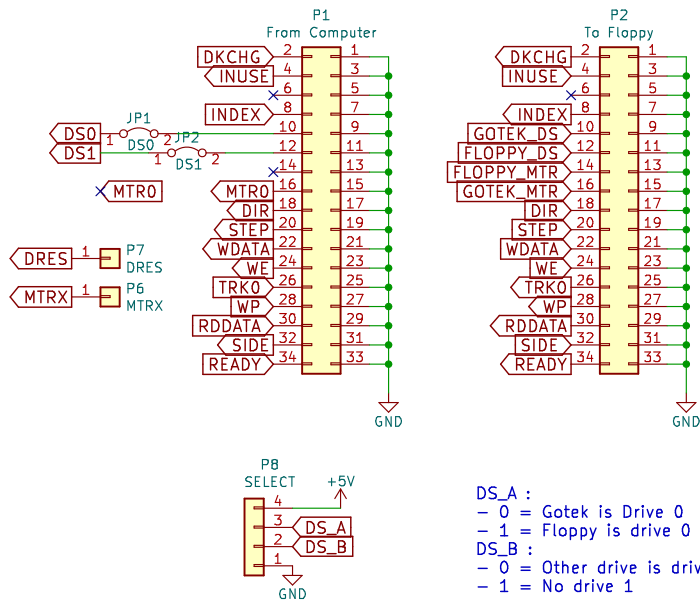 P1
From Computer
DKCHG 2 1
INUSE 4 3
6 5
INDEX 8 7
JP1
DS0 1 2 10 9
DS0
JP2
DS1 1 2 12 11
DS1
14 13
MTR0
MTR0 16 15
DIR 18 17
STEP 20 19
WDATA 22 21
WE 24 23
TRK0 26 25
WP 28 27
RDDATA 30 29
SIDE 32 31
READY 34 33
GND
P2
To Floppy
DKCHG 2 1
INUSE 4 3
6 5
INDEX 8 7
GOTEK_DS 10 9
FLOPPY_DS 12 11
FLOPPY_MTR 14 13
GOTEK_MTR 16 15
DIR 18 17
STEP 20 19
WDATA 22 21
WE 24 23
TRK0 26 25
WP 28 27
RDDATA 30 29
SIDE 32 31
READY 34 33
GND
DRES 1 P7
DRES
MTRX 1 P6
MTRX
P8
SELECT
+5V
4
3 DS_A
2 DS_B
1
GND
DS_A :
- 0 = Gotek is Drive 0
- 1 = Floppy is drive 0
DS_B :
- 0 = Other drive is driv
- 1 = No drive 1